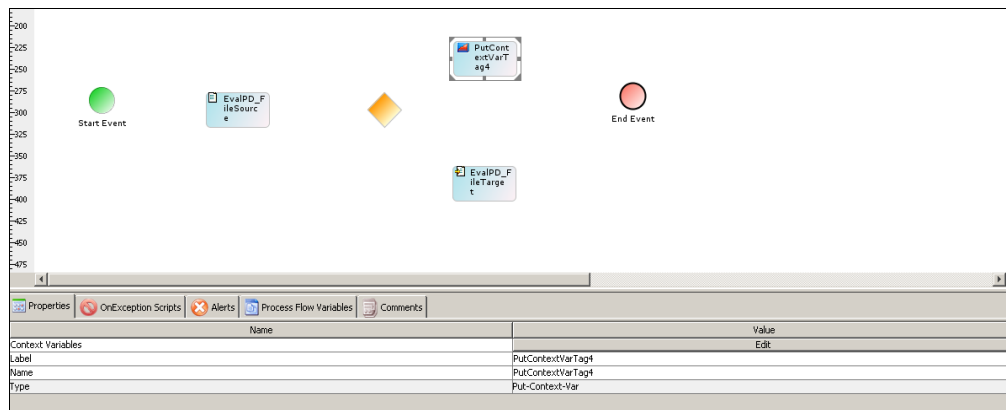 200
225
250
275
300
325
350
375
400
425
450
475
PutCont
extVarT
ag4
Start Event
EvalPD_F
ileSourc
e
End Event
EvalPD_F
ileTarge
t
Properties OnException Scripts Alerts Process Flow Variables Comments
Name Value
Context Variables Edit
Label PutContextVarTag4
Name PutContextVarTag4
Type Put-Context-Var